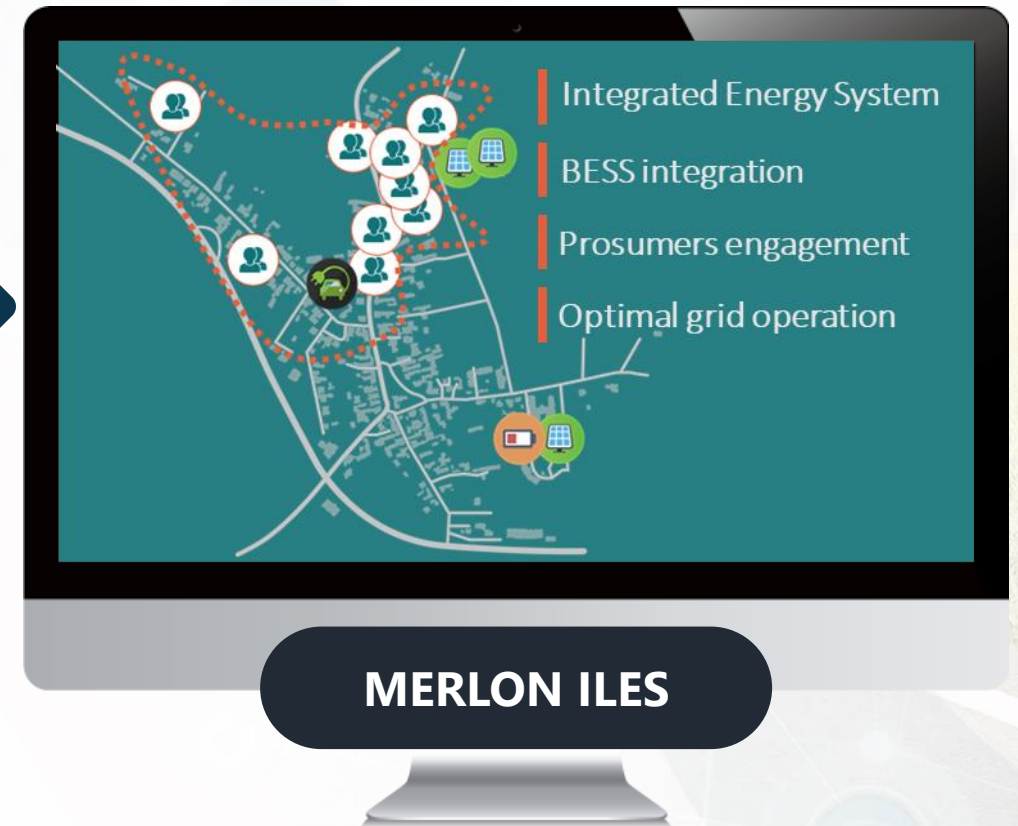 Integrated Energy System
BESS integration
Prosumers engagement
Optimal grid operation
MERLON ILES